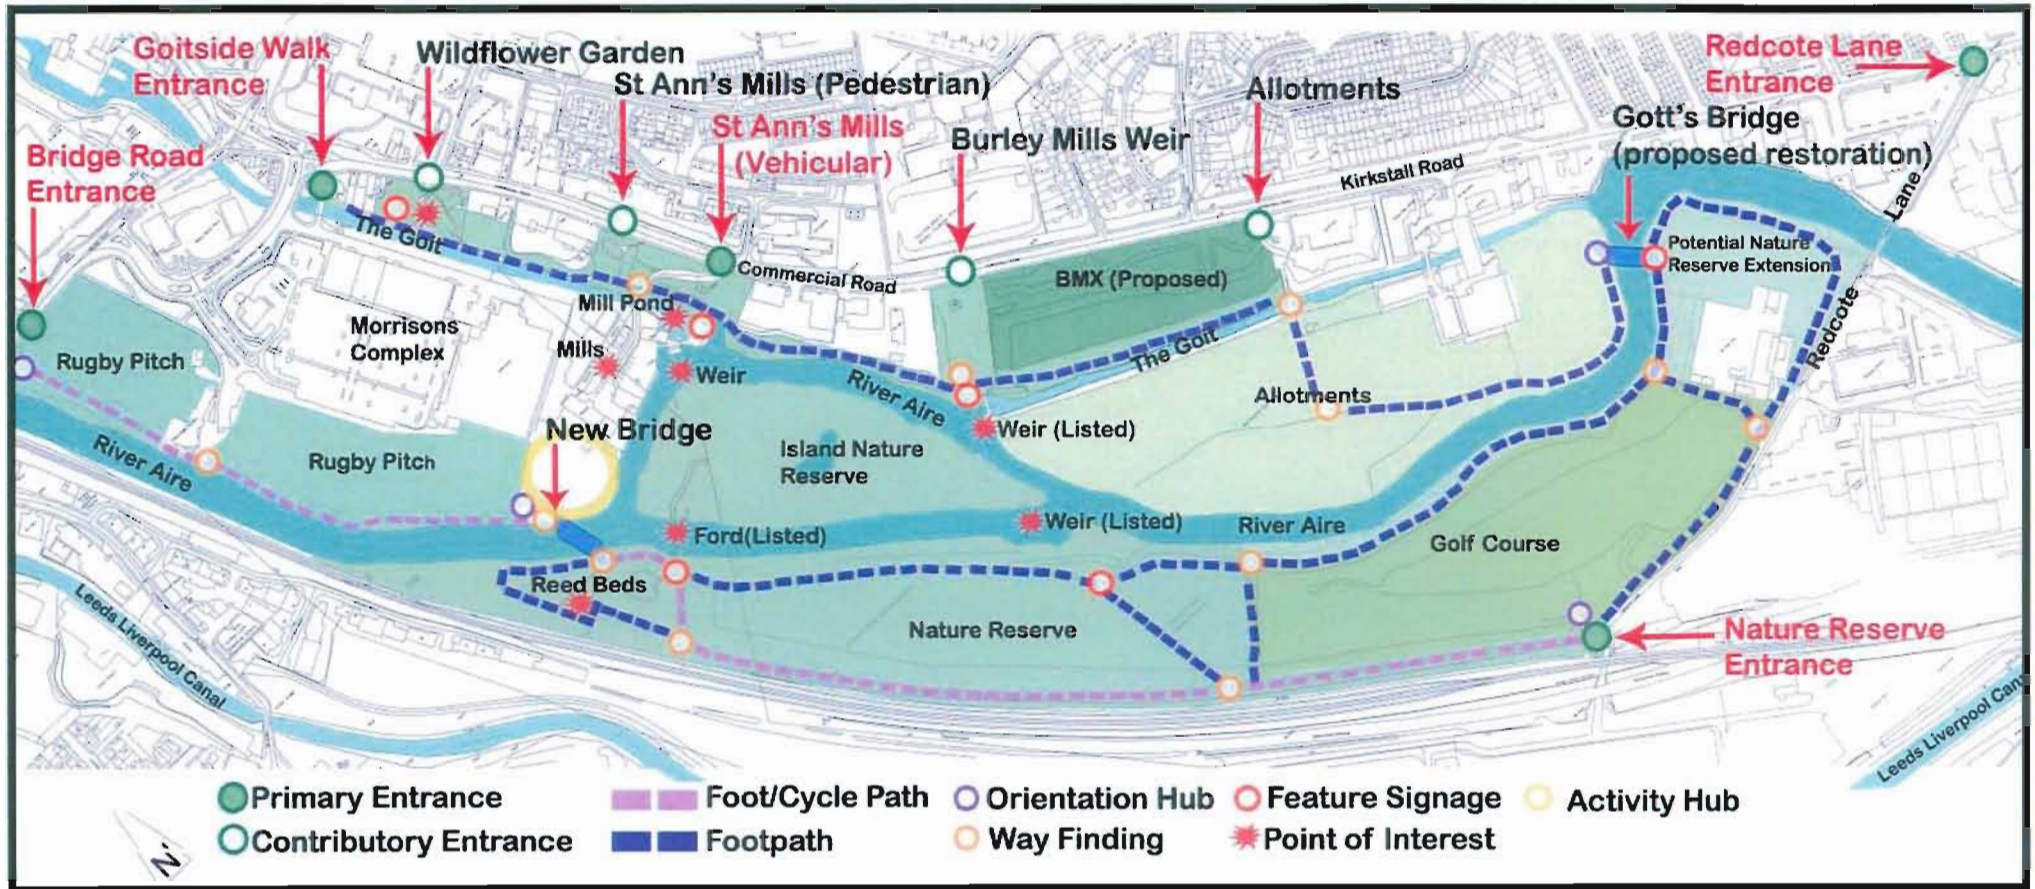 Goitside Walk
Entrance
Wildflower Garden
St Ann's Mills (Pedestrian)
St Ann's Mills
(Vehicular)
Burley Mills Weir
Allotments
Redcote Lane
Entrance
Gott's Bridge
(proposed restoration)
Bridge Road
Entrance
Kirkstall Road
Lane
The Goit
Commercial Road
BMX (Proposed)
Potential Nature
Reserve Extension
Redcote
Mill Pond
Morrisons
Complex
Mills
Rugby Pitch
Weir
River Aire
The Goit
Allotments
New Bridge
Weir (Listed)
Island Nature
Reserve
River Aire
Rugby Pitch
Ford(Listed)
Weir (Listed)
River Aire
Golf Course
Reed Beds
Nature Reserve
Nature Reserve
Entrance
Leeds Liverpool Canal
Leeds Liverpool Can
Primary Entrance
Foot/Cycle Path
Orientation Hub
Feature Signage
Activity Hub
Contributory Entrance
Footpath
Way Finding
Point of Interest
N